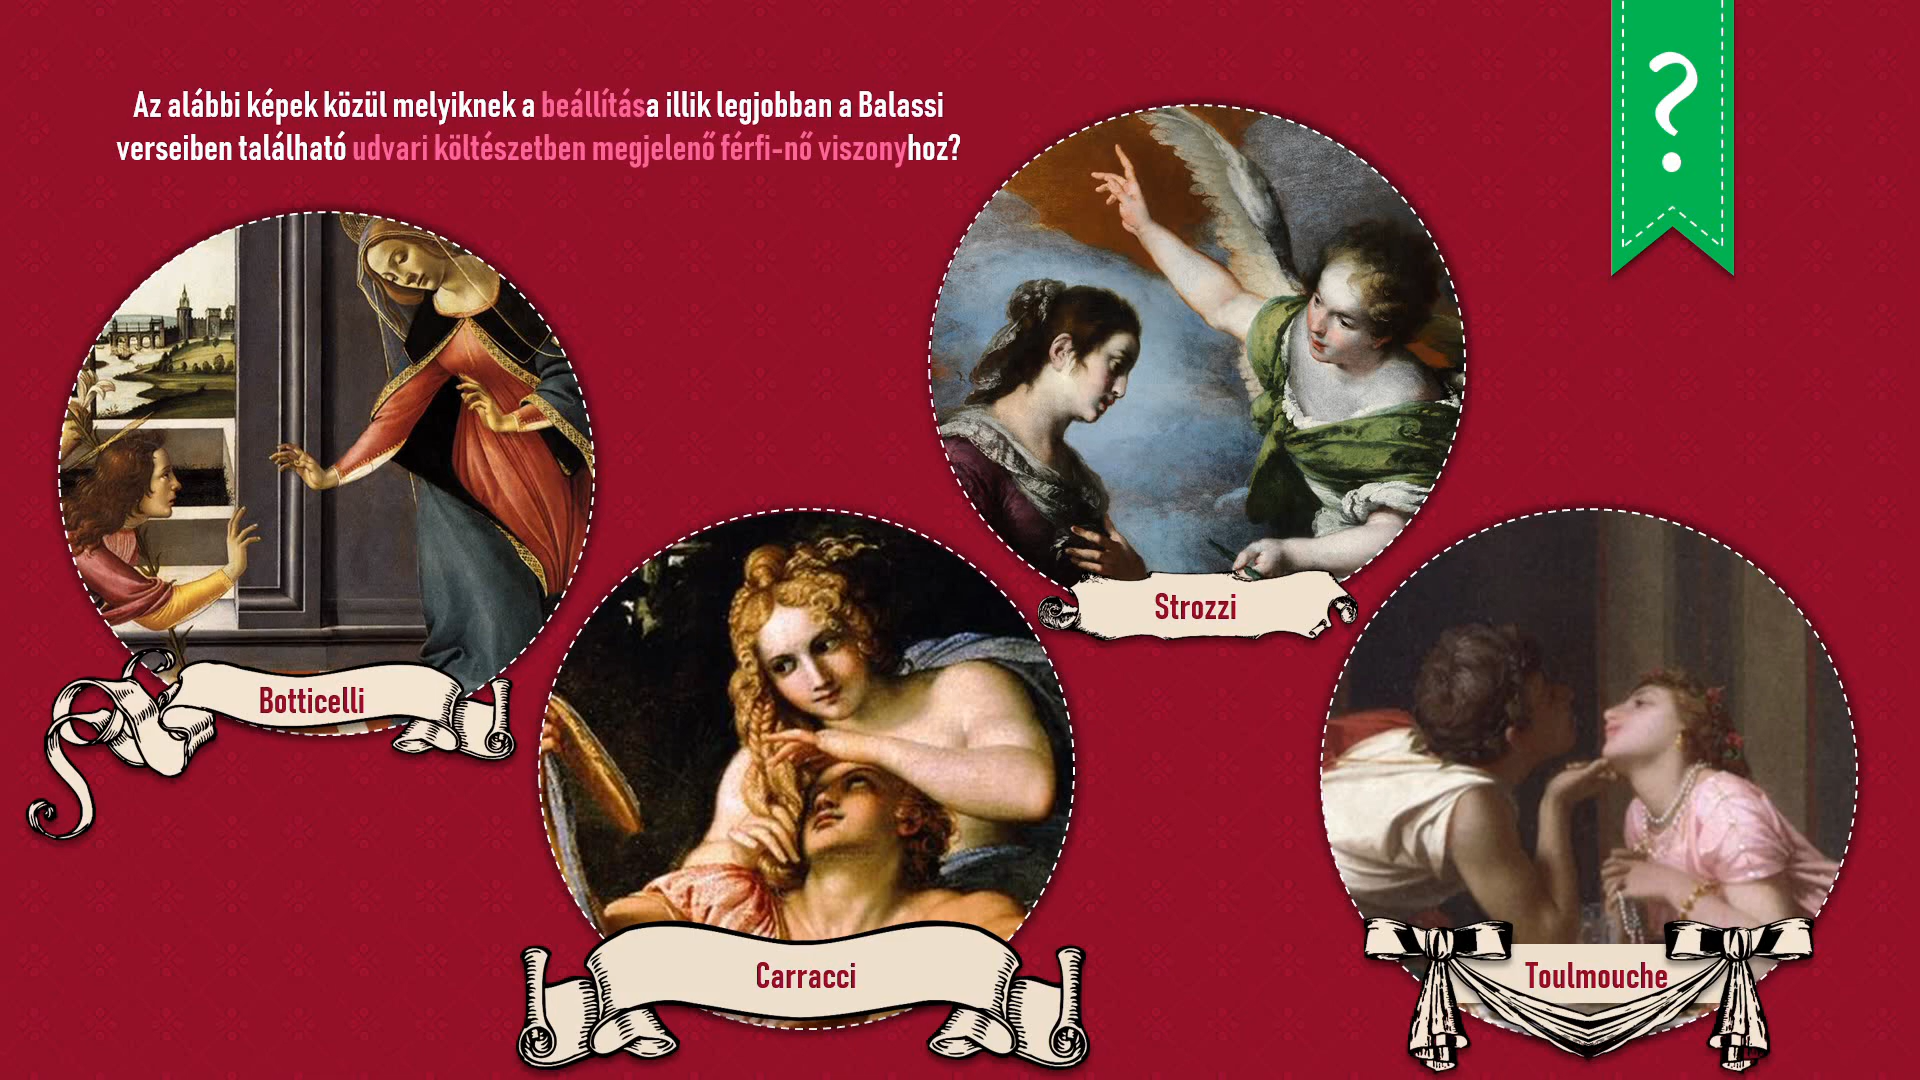 Az alábbi képek közül melyiknek a beállítása illik legjobban a Balassi
verseiben található udvari költészetben megjelenő férfi-nő viszonyhoz?
?
Botticelli
Strozzi
Carracci
Toulmouche